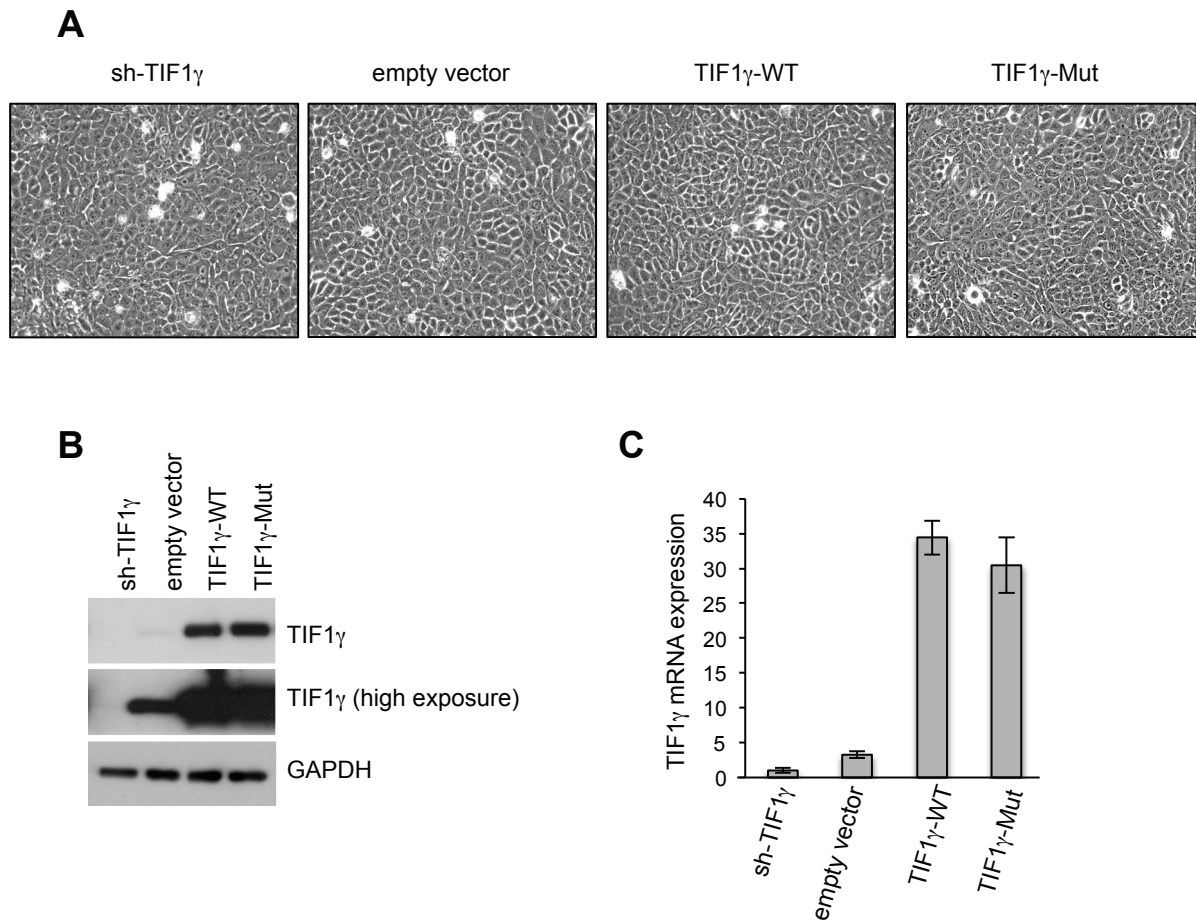 A
sh-TIF1γ
empty vector
TIF1γ-WT
TIF1γ-Mut
B
sh-TIF1γ
empty vector
TIF1γ-WT
TIF1γ-Mut
TIF1γ
TIF1γ (high exposure)
GAPDH
C
TIF1γ mRNA expression
40
35
30
25
20
15
10
5
0
sh-TIF1γ
empty vector
TIF1γ-WT
TIF1γ-Mut